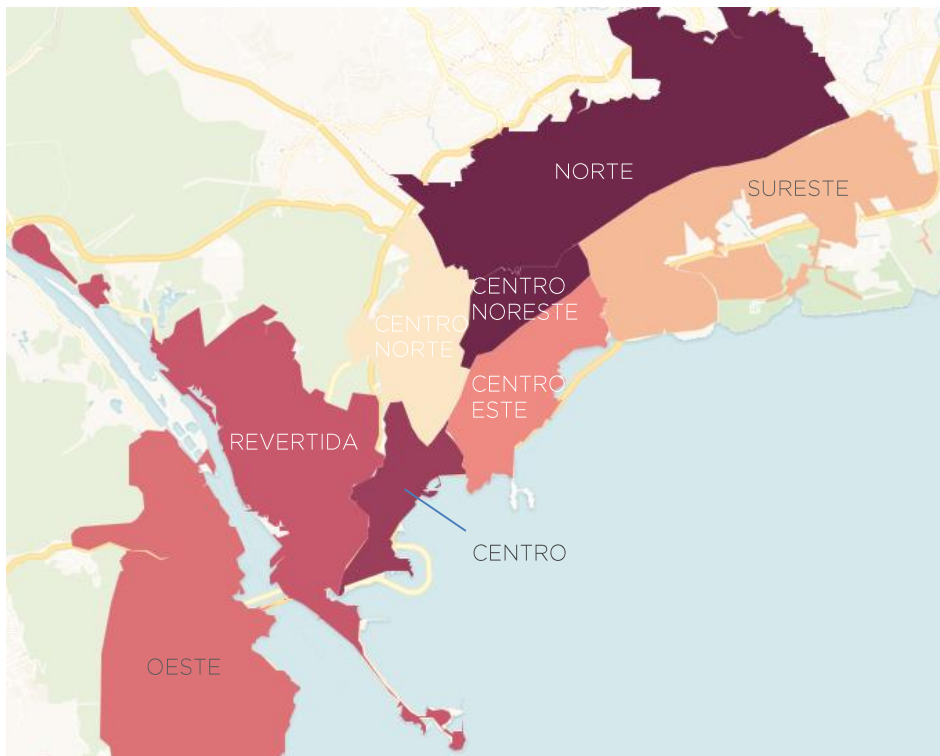 NORTE
SURESTE
CENTRO
NORESTE
CENTRO
NORTE
CENTRO
ESTE
REVERTIDA
CENTRO
OESTE